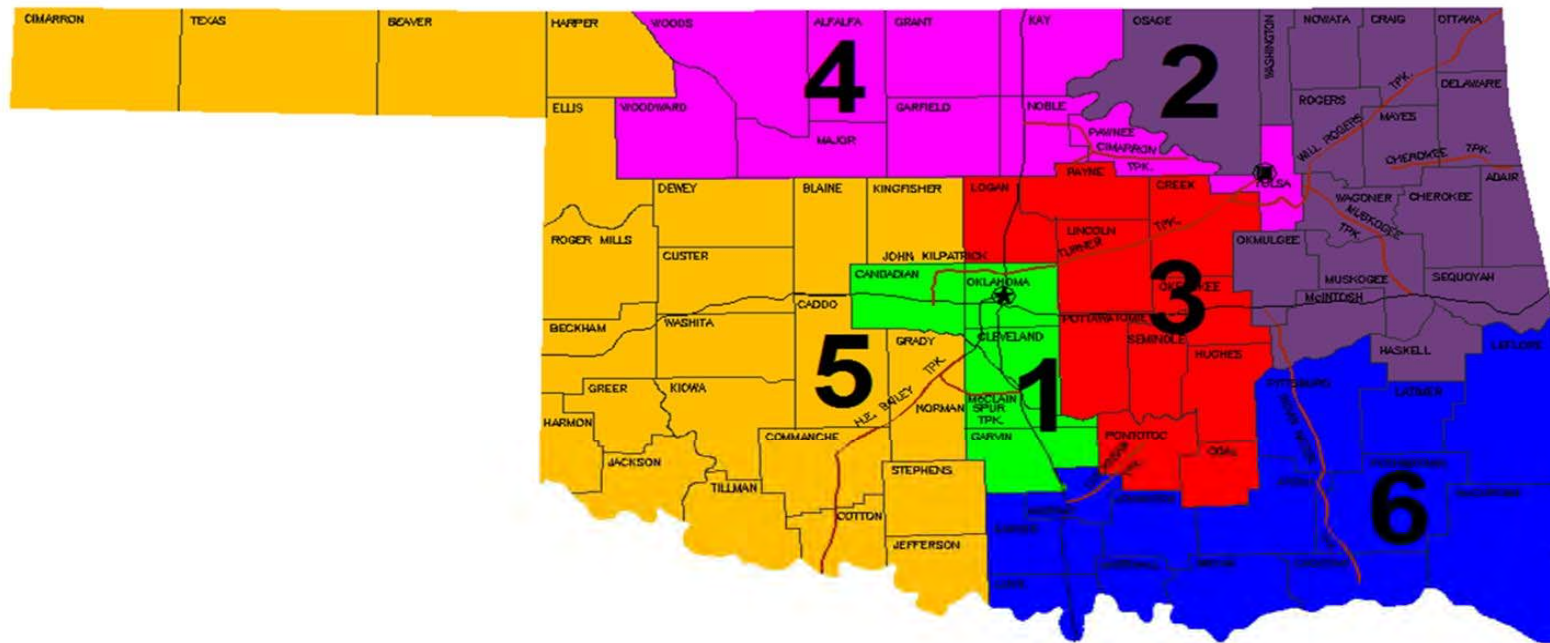 CIMARRON
TEXAS
BEAVER
HARPER
WOODS
ALFALFA
GRANT
KAY
OSAGE
WASHINGTON
NOWATA
CRAIG
OTTAWA
4
2
ELLIS
WOODWARD
MAJOR
GARFIELD
NOBLE
PAWNEE
CIMARRON
TPK.
ROGERS
WILL ROGERS
TPK.
MAYES
DELAWARE
CHEROKEE
TPK.
DEWEY
BLAINE
KINGFISHER
LOGAN
PAYNE
CREEK
TULSA
WAGONER
CHEROKEE
ADAIR
ROGER MILLS
CUSTER
JOHN KILPATRICK
LINCOLN
TURNER
TPK.
OKMULGEE
MUSKOGEE
TPK.
CANDADIAN
OKLAHOMA
3
MUSKOGEE
SEQUOYAH
BECKHAM
WASHITA
CADDO
McINTOSH
GRADY
CLEVELAND
SEMINOLE
HUGHES
HASKELL
LEFLORE
5
1
GREER
KIOWA
H.E. BAILEY
TPK.
NORMAN
McCLAIN
SPUR
TPK.
PITTSBURG
LATIMER
HARMON
JACKSON
COMMANCHE
GARVIN
PONTOTOC
COAL
TILLMAN
STEPHENS
6
COTTON
JEFFERSON